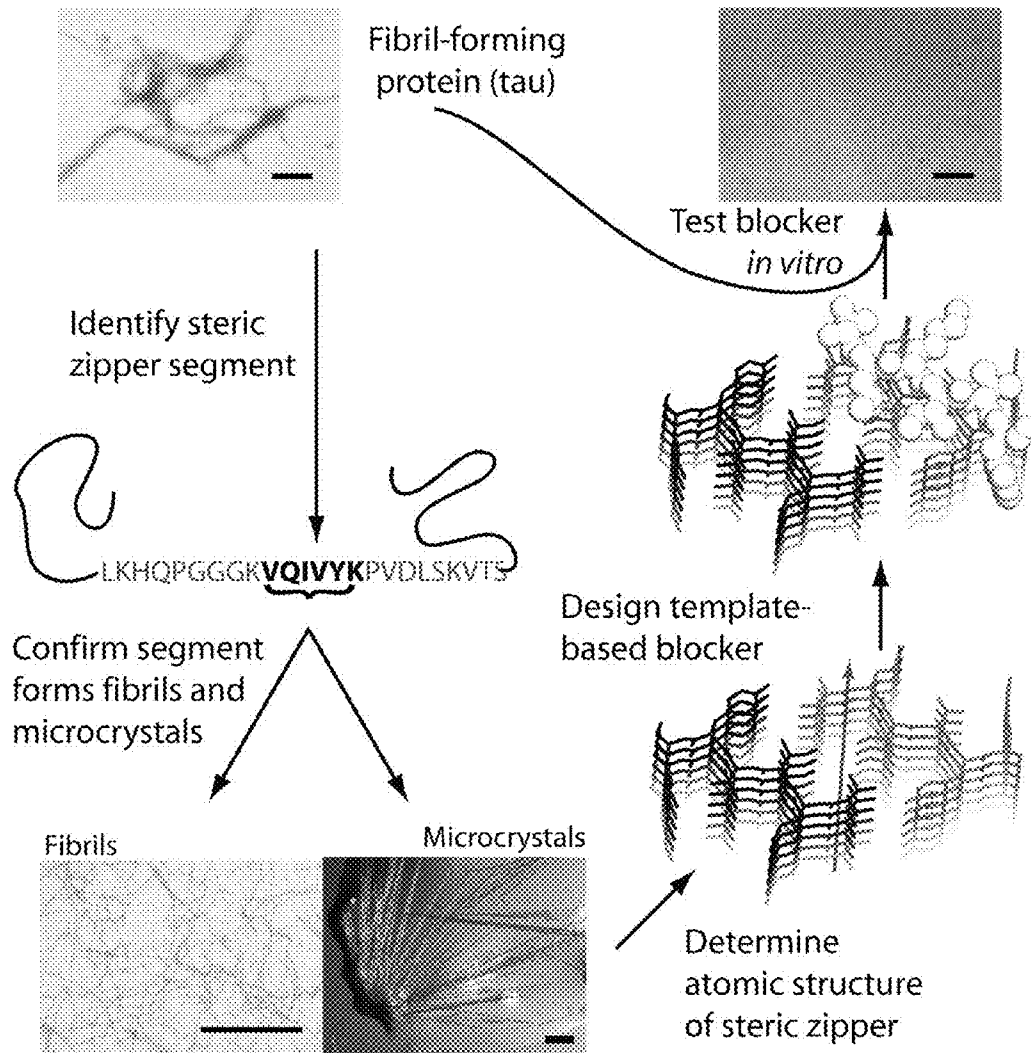 Fibril-forming
protein (tau)
Test blocker
in vitro
Identify steric
zipper segment
LKHQPGGGKVQIVYKPVDLSKVTS
Confirm segment
forms fibrils and
microcrystals
Design template-
based blocker
Fibrils
Microcrystals
Determine
atomic structure
of steric zipper